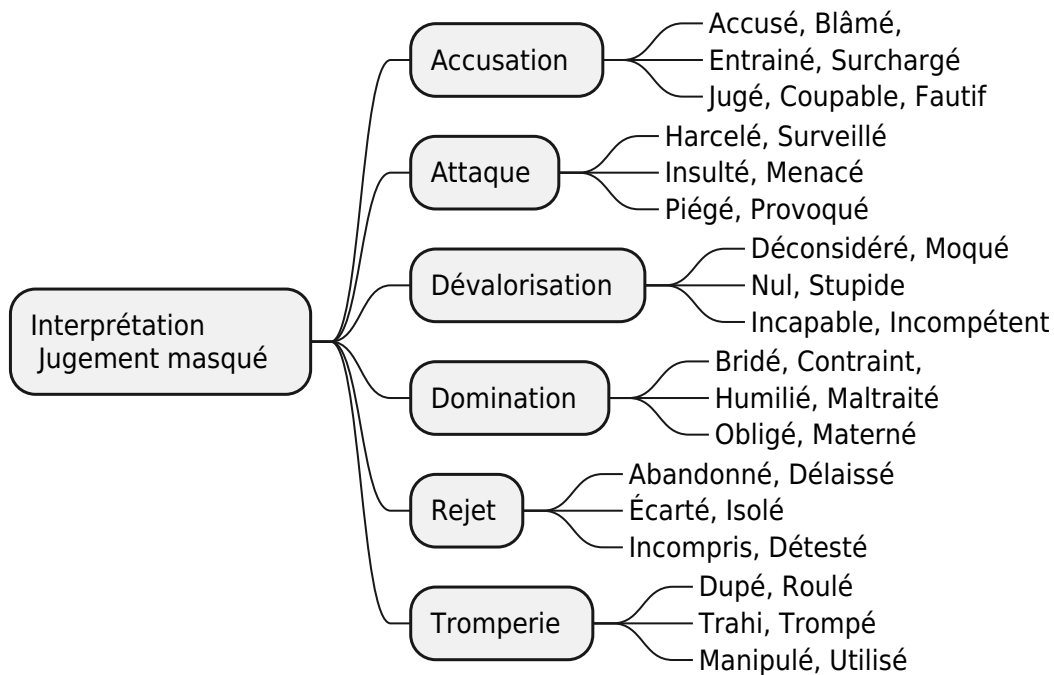 Interprétation
Jugement masqué
Accusation
Accusé, Blâmé,
Entrainé, Surchargé
Jugé, Coupable, Fautif
Attaque
Harcelé, Surveillé
Insulté, Menacé
Piégé, Provoqué
Dévalorisation
Déconsidéré, Moqué
Nul, Stupide
Incapable, Incompétent
Domination
Bridé, Contraint,
Humilié, Maltraité
Obligé, Materné
Rejet
Abandonné, Délaissé
Écarté, Isolé
Incompris, Détesté
Tromperie
Dupé, Roulé
Trahi, Trompé
Manipulé, Utilisé